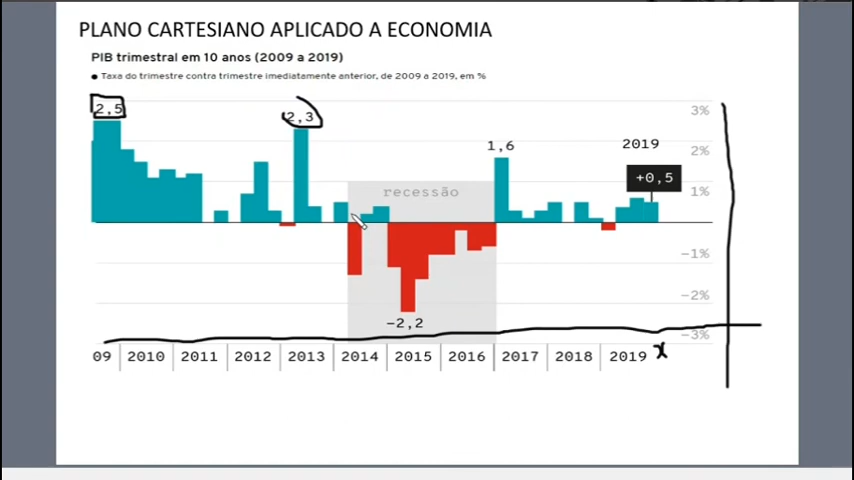 PLANO CARTESIANO APLICADO A ECONOMIA
PIB trimestral em 10 anos (2009 a 2019)
● Taxa do trimestre contra trimestre imediatamente anterior, de 2009 a 2019, em %
2,5
2,3
3%
1,6
2019
2%
+0,5
recessão
1%
-1%
-2%
-2,2
-3%
09 2010 2011 2012 2013 2014 2015 2016 2017 2018 2019 x